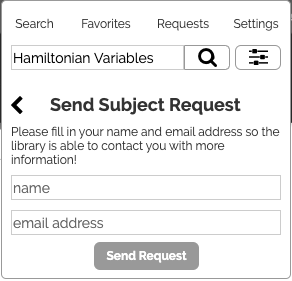 Search Favorites Requests Settings
Hamiltonian Variables
Send Subject Request
Please fill in your name and email address so the
library is able to contact you with more
information!
name
email address
Send Request